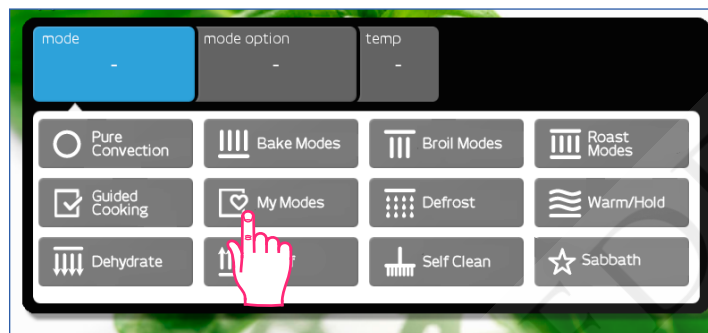 mode
mode option
temp
-
-
-
Pure
Convection
Bake Modes
Broil Modes
Roast
Modes
Guided
Cooking
My Modes
Defrost
Warm/Hold
Dehydrate
Self Clean
Sabbath